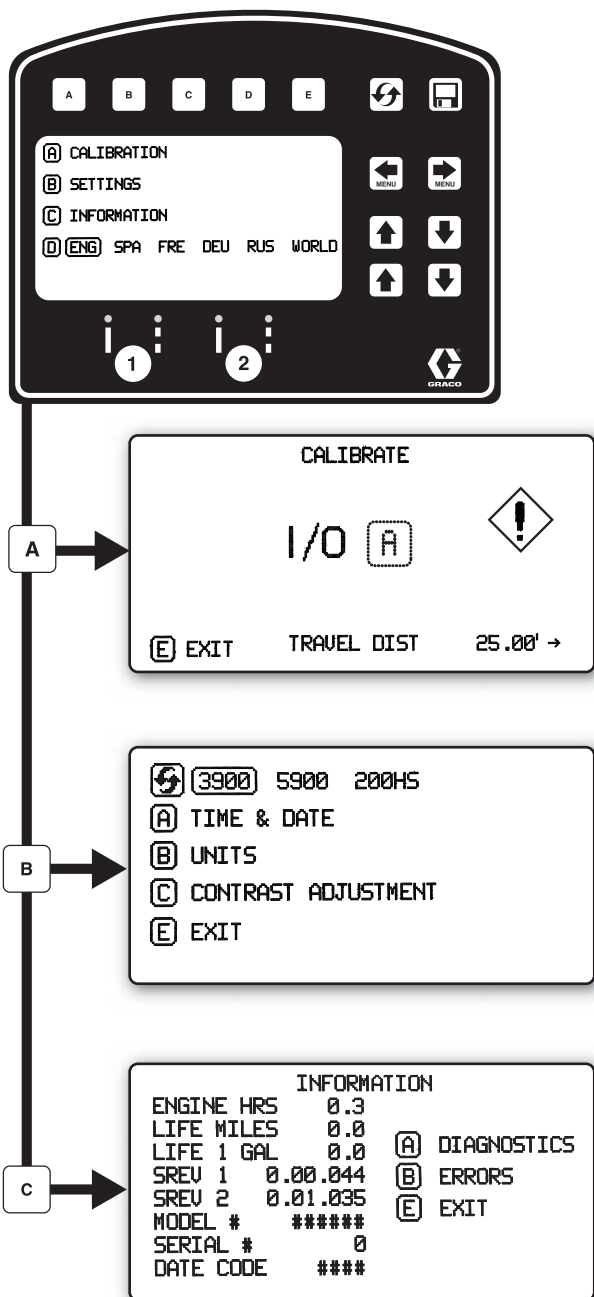 A B C D E
A CALIBRATION
B SETTINGS
C INFORMATION
D ENG SPA FRE DEU RUS WORLD
MENU MENU
1 2
GRACO
A
CALIBRATE
I/O A
!
E EXIT TRAVEL DIST 25.00' →
B
3900 5900 200HS
A TIME & DATE
B UNITS
C CONTRAST ADJUSTMENT
E EXIT
C
INFORMATION
ENGINE HRS 0.3
LIFE MILES 0.0
LIFE 1 GAL 0.0
SREV 1 0.00.044
SREV 2 0.01.035
MODEL # ######
SERIAL # 0
DATE CODE ####
A DIAGNOSTICS
B ERRORS
E EXIT